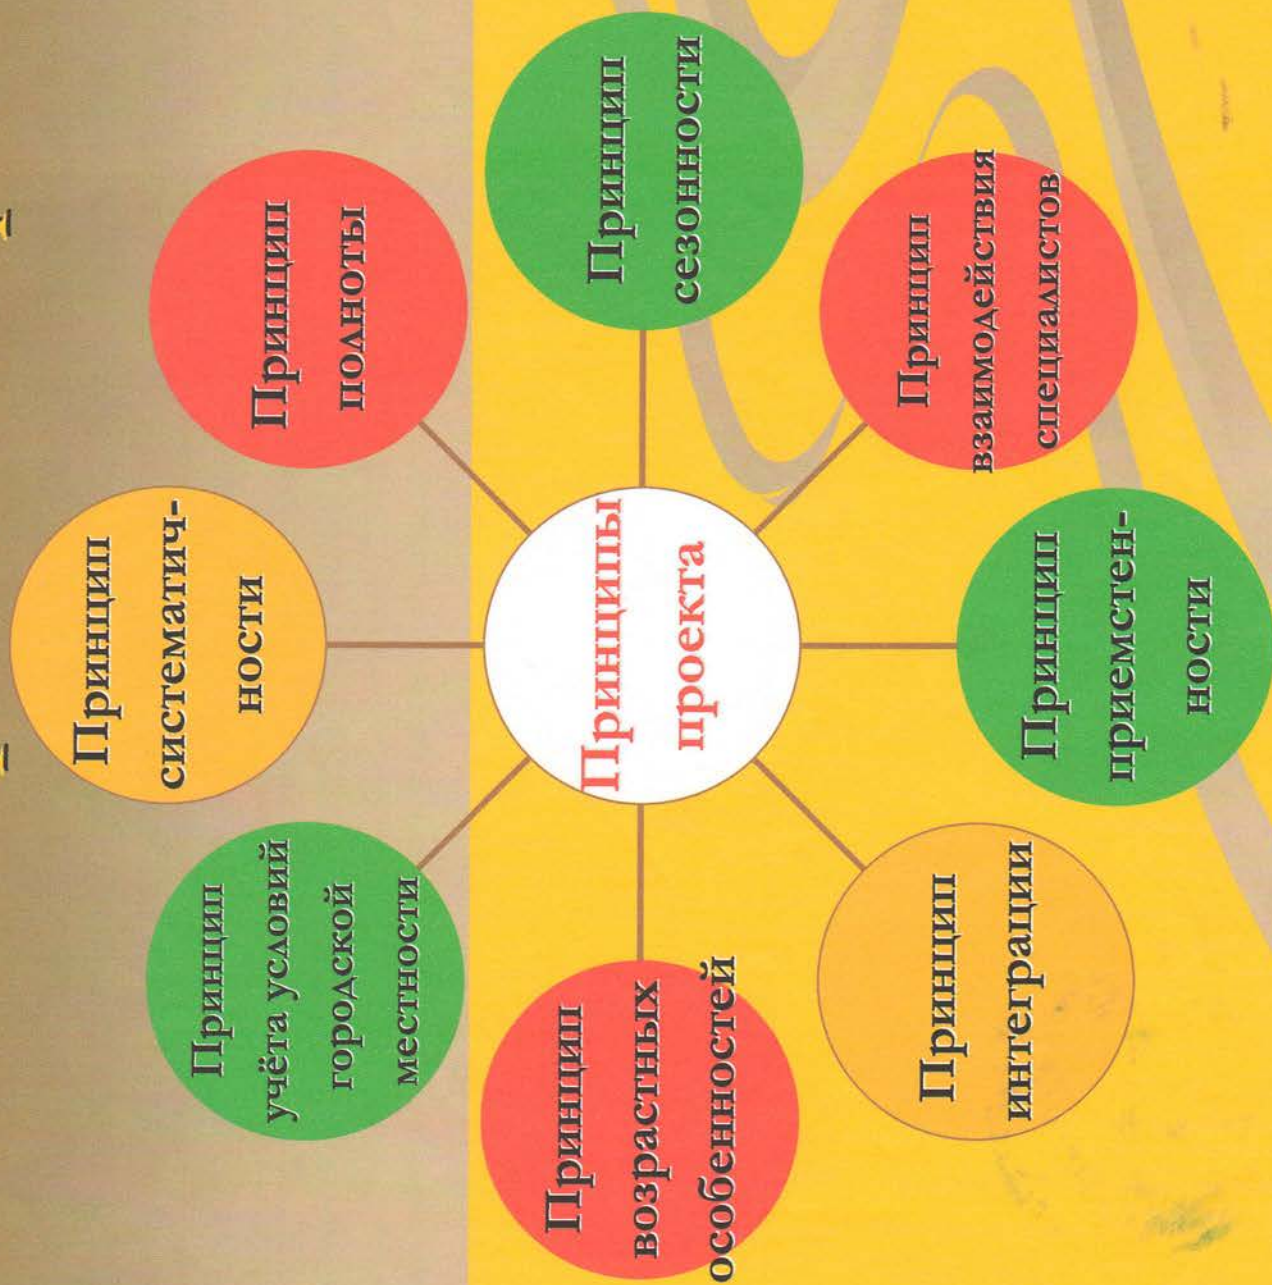 Принципы
проекта
Принцип
возрастных
особенностей
Принцип
учёта условий
городской
местности
Принцип
систематич-
ности
Принцип
полноты
Принцип
сезонности
Принцип
взаимодействия
специалистов
Принцип
приемствен-
ности
Принцип
интеграции